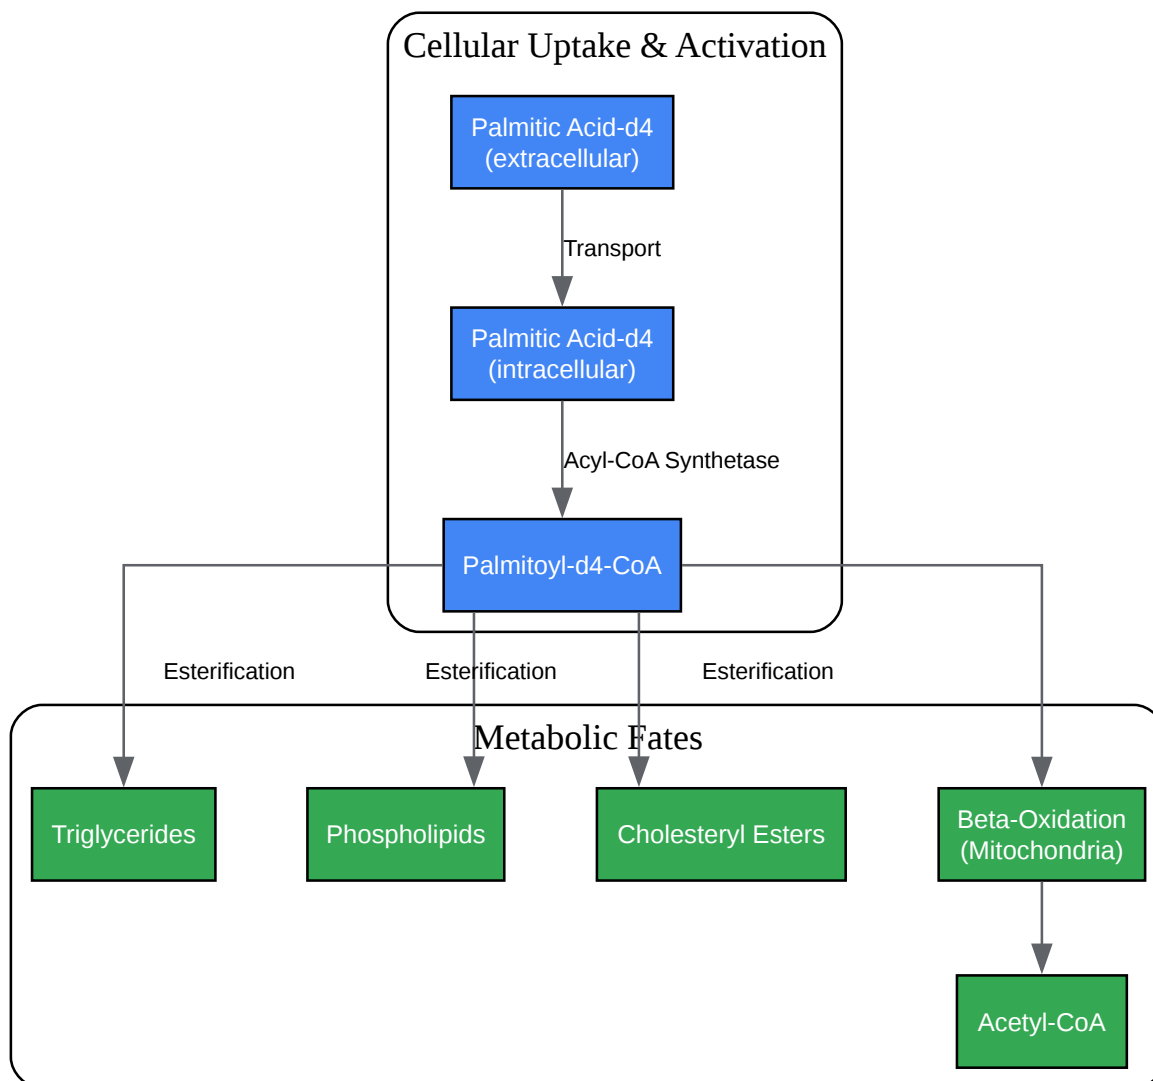 Cellular Uptake & Activation
Palmitic Acid-d4
(extracellular)
Transport
Palmitic Acid-d4
(intracellular)
Acyl-CoA Synthetase
Palmitoyl-d4-CoA
Esterification
Esterification
Esterification
Metabolic Fates
Triglycerides
Phospholipids
Cholesteryl Esters
Beta-Oxidation
(Mitochondria)
Acetyl-CoA